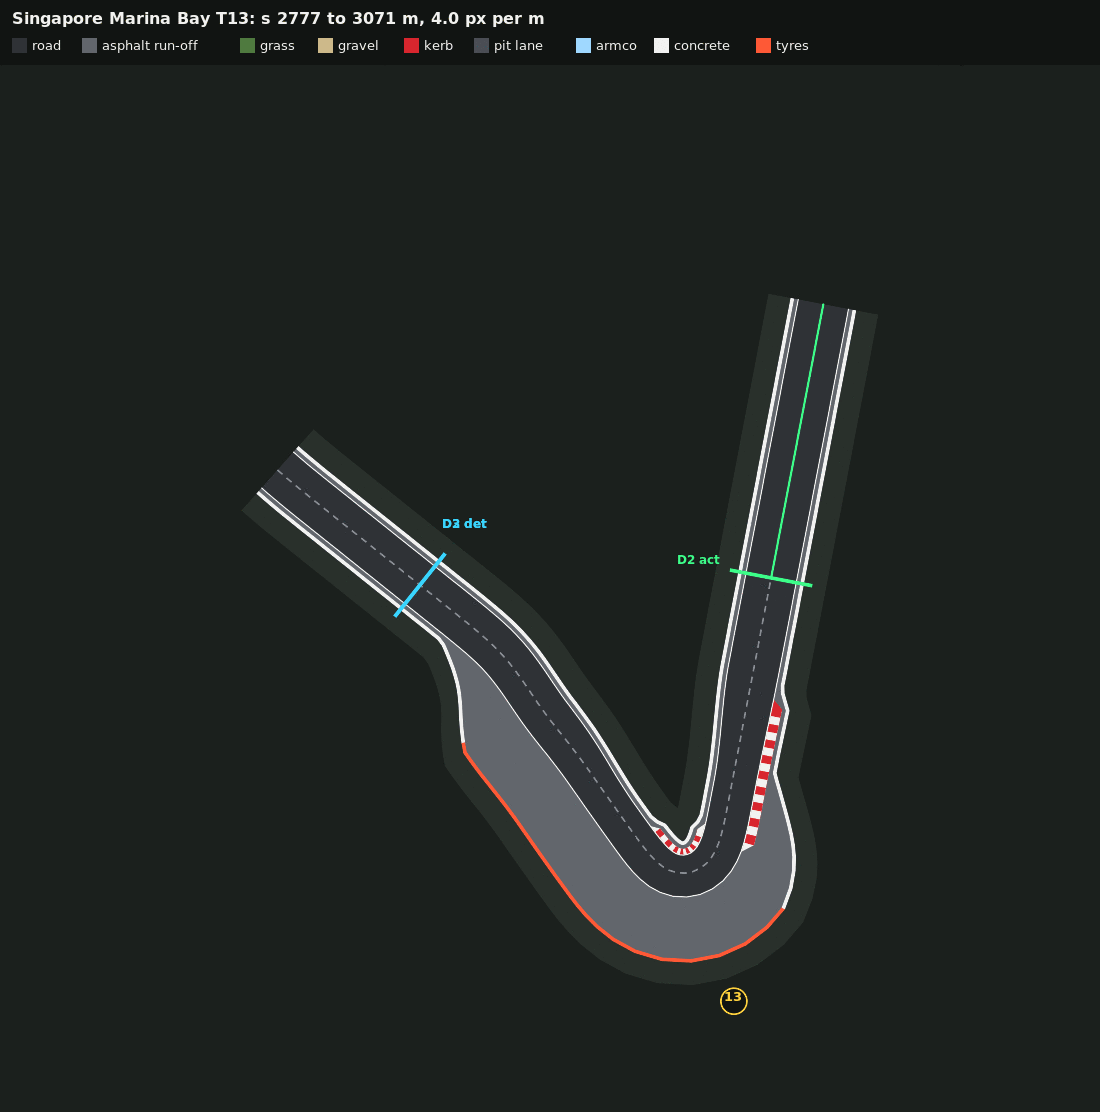 Singapore Marina Bay T13: s 2777 to 3071 m, 4.0 px per m
road asphalt run-off grass gravel kerb pit lane armco concrete tyres
det
D2 act
13